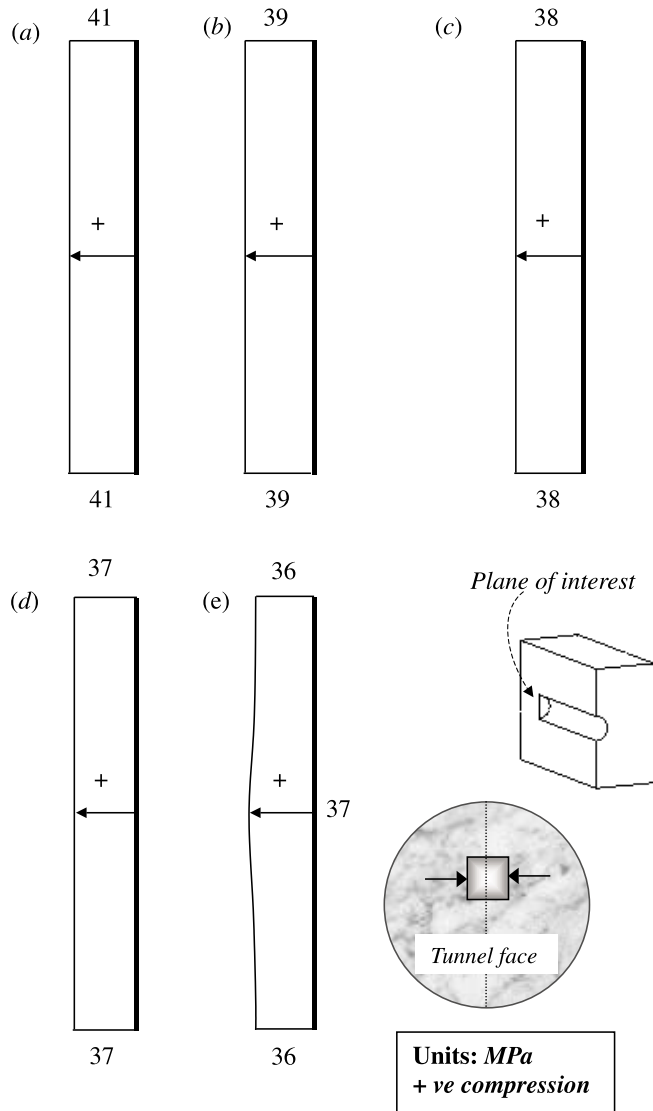 (a)
41
+
41
(b)
39
+
39
(c)
38
+
38
(d)
37
+
37
(e)
36
+
37
36
Plane of interest
Tunnel face
Units: MPa
+ ve compression